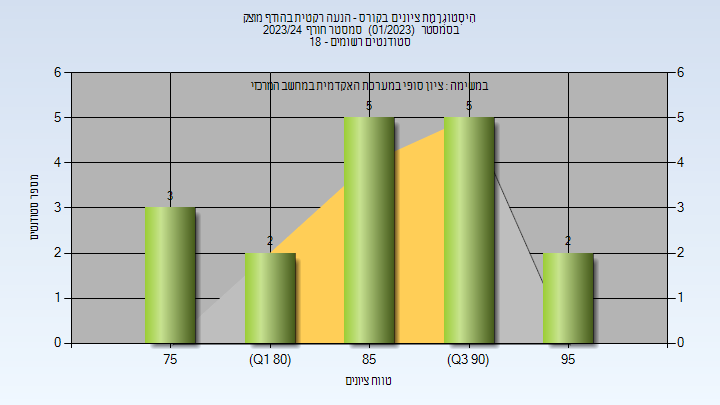 היסטוגרמת ציונים בקורס - הנעה רקטית בהודף מוצק
בסמסטר (01/2023) סמסטר חורף 2023/24
סטודנטים רשומים - 18
במשימה : ציון סופי במערכת האקדמית במחשב המרכזי
מספר סטודנטים
6 6
5 5
4 4
3 3
2 2
1 1
0 0
3 2 5 5 2
75 (Q1 80) 85 (Q3 90) 95
טווח ציונים